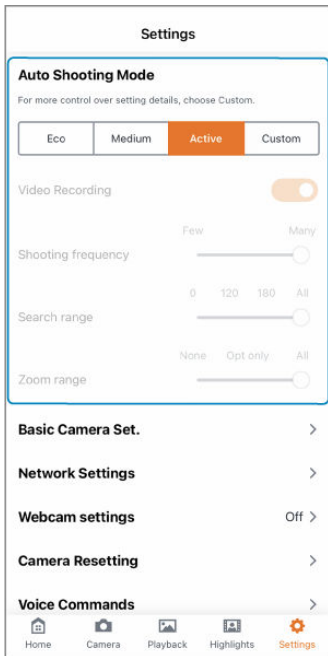 Settings
Auto Shooting Mode
For more control over setting details, choose Custom.
Eco Medium Active Custom
Video Recording
Few Many
Shooting frequency
0 120 180 All
Search range
None Opt only All
Zoom range
Basic Camera Set.
Network Settings
Webcam settings Off
Camera Resetting
Voice Commands
Home Camera Playback Highlights Settings